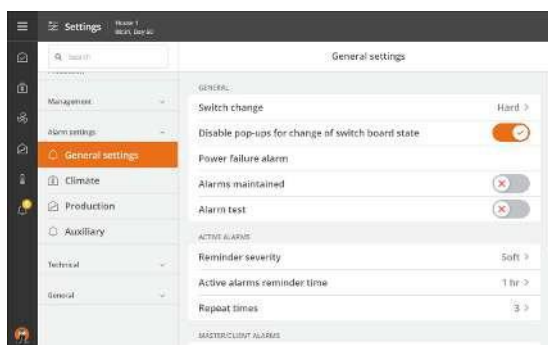 Settings
House 1
General settings
Search
Management
Alarm settings
General settings
Climate
Production
Auxiliary
Technical
General
GENERAL
Switch change Hard
Disable pop-ups for change of switch board state
Power failure alarm
Alarms maintained
Alarm test
ACTIVE ALARMS
Reminder severity Soft
Active alarms reminder time 1 hr
Repeat times 3
MASTER/CLIENT ALARMS